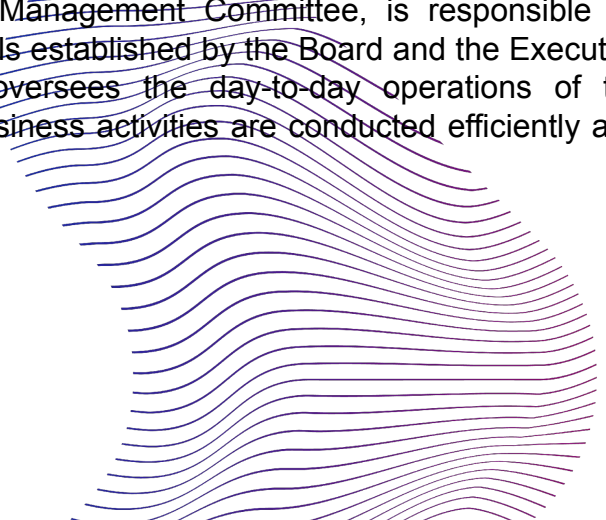 Management Committee, is responsible
ls established by the Board and the Execut
oversees the day-to-day operations of
siness activities are conducted efficiently a